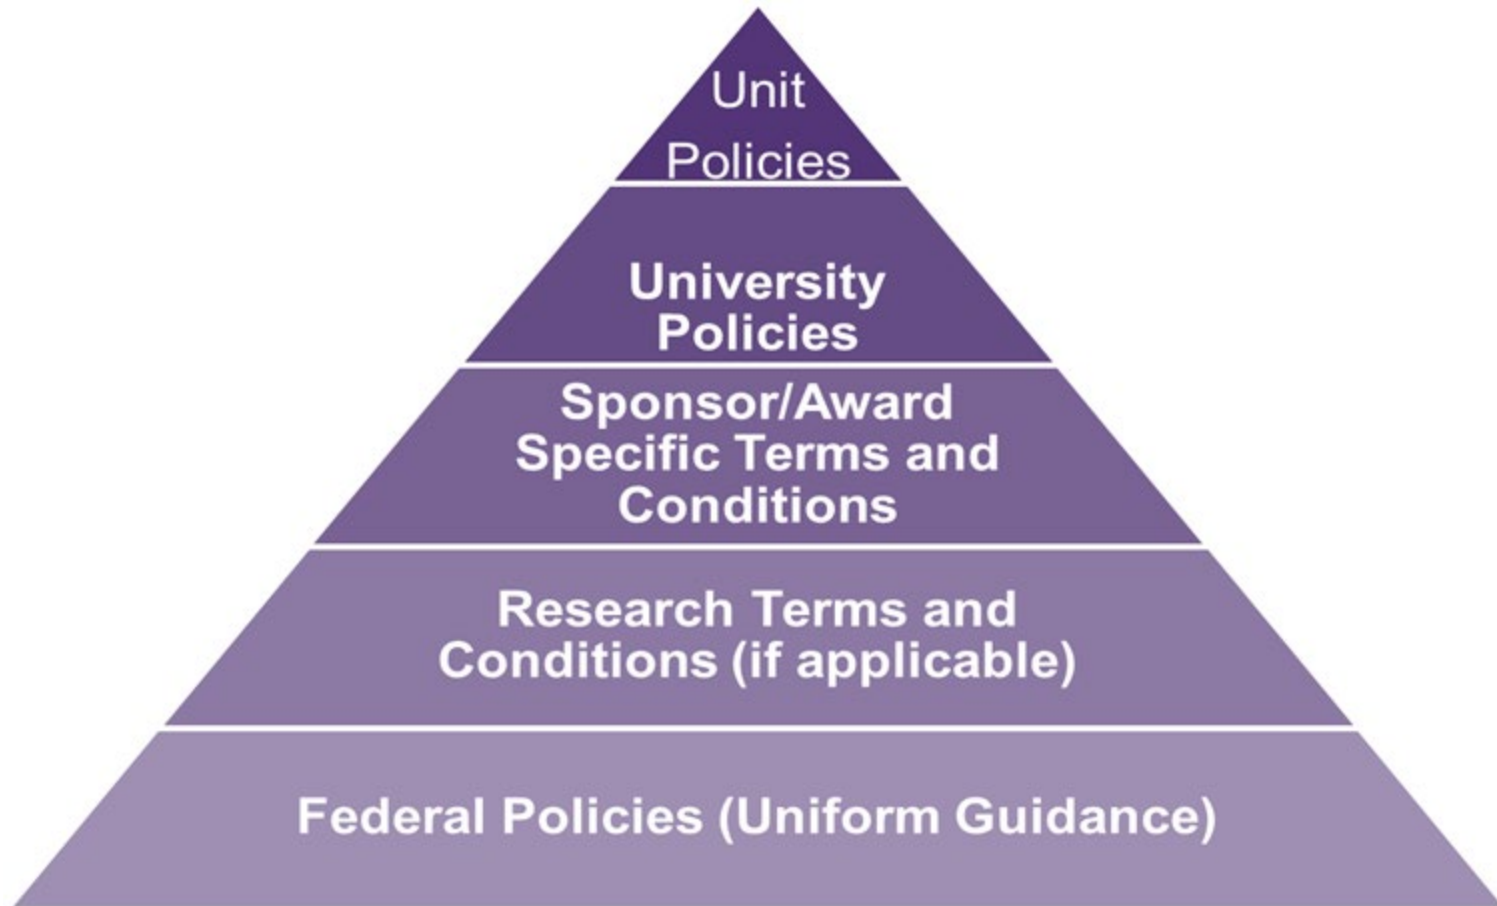 Unit
Policies
University
Policies
Sponsor/Award
Specific Terms and
Conditions
Research Terms and
Conditions (if applicable)
Federal Policies (Uniform Guidance)